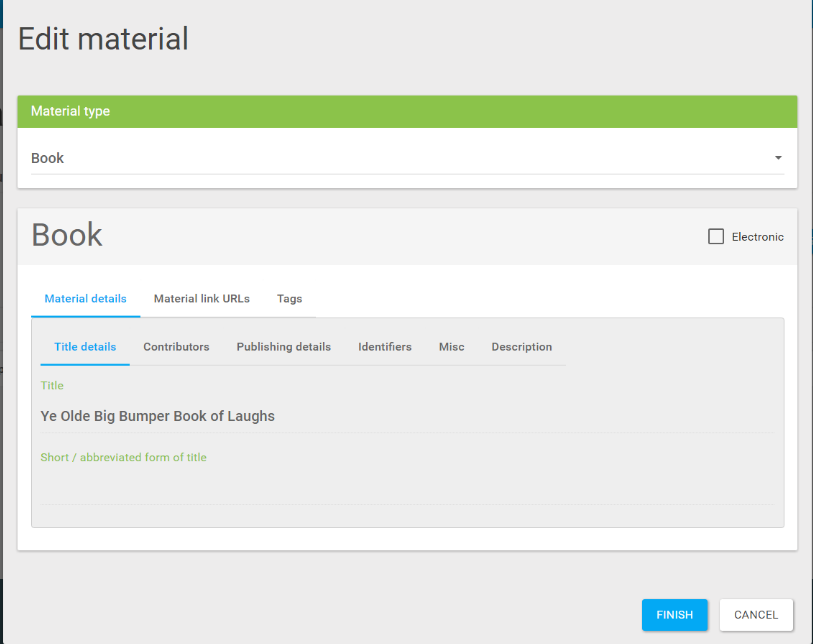 Edit material
Material type
Book
Book
Electronic
Material details Material link URLs Tags
Title details Contributors Publishing details Identifiers Misc Description
Title
Ye Olde Big Bumper Book of Laughs
Short / abbreviated form of title
FINISH CANCEL